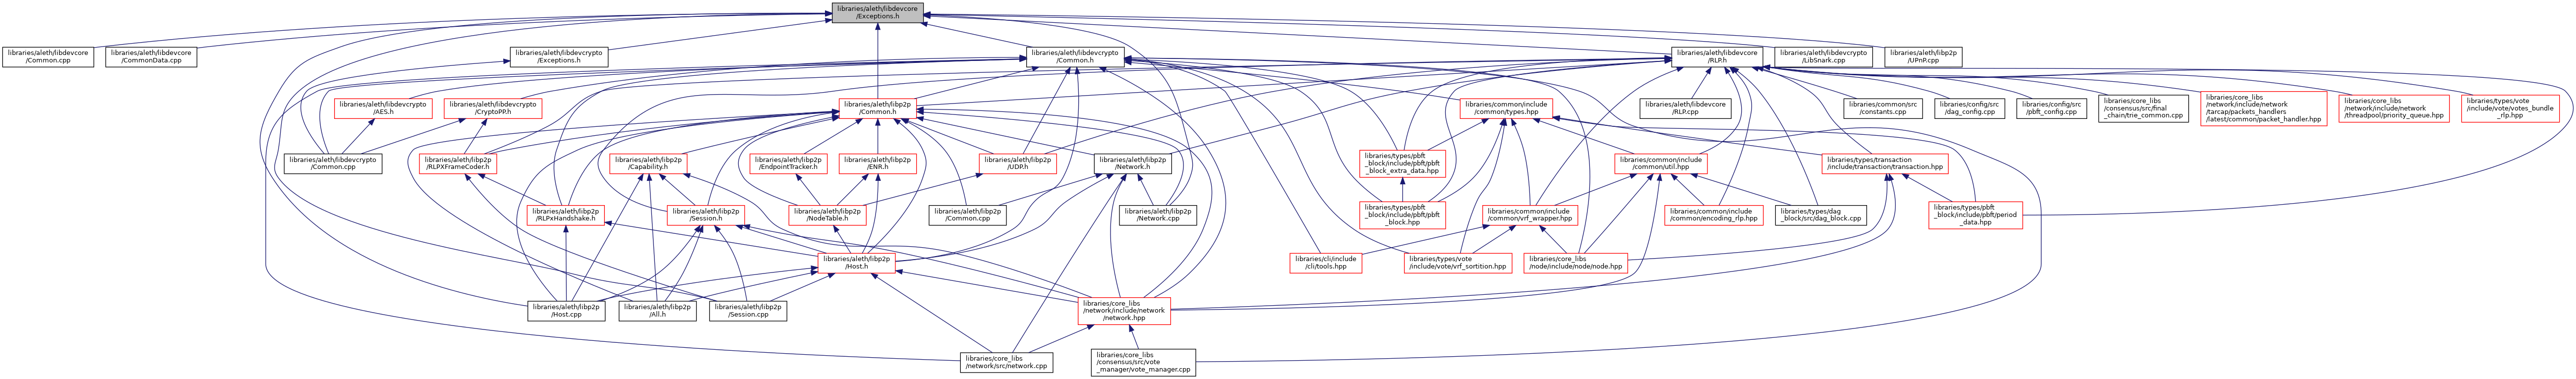 libraries/aleth/libdevcore
/Exceptions.h
libraries/aleth/libdevcore
/Common.cpp
libraries/aleth/libdevcore
/CommonData.cpp
libraries/aleth/libdevcrypto
/Exceptions.h
libraries/aleth/libdevcrypto
/Common.h
libraries/aleth/libdevcore
/RLP.h
libraries/aleth/libdevcrypto
/LibSnark.cpp
libraries/aleth/libp2p
/UPnP.cpp
libraries/aleth/libdevcrypto
/AES.h
libraries/aleth/libdevcrypto
/CryptoPP.h
libraries/aleth/libp2p
/Common.h
libraries/common/include
/common/types.hpp
libraries/aleth/libdevcore
/RLP.cpp
libraries/common/src
/constants.cpp
libraries/config/src
/dag_config.cpp
libraries/config/src
/pbft_config.cpp
libraries/core_libs
/consensus/src/final
_chain/trie_common.cpp
libraries/core_libs
/network/include/network
/tarcap/packets_handlers
/latest/common/packet_handler.hpp
libraries/core_libs
/network/include/network
/threadpool/priority_queue.hpp
libraries/types/vote
/include/vote/votes_bundle
_rlp.hpp
libraries/aleth/libdevcrypto
/Common.cpp
libraries/aleth/libp2p
/RLPXFrameCoder.h
libraries/aleth/libp2p
/Capability.h
libraries/aleth/libp2p
/EndpointTracker.h
libraries/aleth/libp2p
/ENR.h
libraries/aleth/libp2p
/UDP.h
libraries/aleth/libp2p
/Network.h
libraries/types/pbft
_block/include/pbft/pbft
_block_extra_data.hpp
libraries/common/include
/common/util.hpp
libraries/types/transaction
/include/transaction/transaction.hpp
libraries/aleth/libp2p
/RLPxHandshake.h
libraries/aleth/libp2p
/Session.h
libraries/aleth/libp2p
/NodeTable.h
libraries/aleth/libp2p
/Common.cpp
libraries/aleth/libp2p
/Network.cpp
libraries/types/pbft
_block/include/pbft/pbft
_block.hpp
libraries/common/include
/common/vrf_wrapper.hpp
libraries/common/include
/common/encoding_rlp.hpp
libraries/types/dag
_block/src/dag_block.cpp
libraries/types/pbft
_block/include/pbft/period
_data.hpp
libraries/aleth/libp2p
/Host.h
libraries/cli/include
/cli/tools.hpp
libraries/types/vote
/include/vote/vrf_sortition.hpp
libraries/core_libs
/node/include/node/node.hpp
libraries/aleth/libp2p
/Host.cpp
libraries/aleth/libp2p
/All.h
libraries/aleth/libp2p
/Session.cpp
libraries/core_libs
/network/include/network
/network.hpp
libraries/core_libs
/network/src/network.cpp
libraries/core_libs
/consensus/src/vote
_manager/vote_manager.cpp